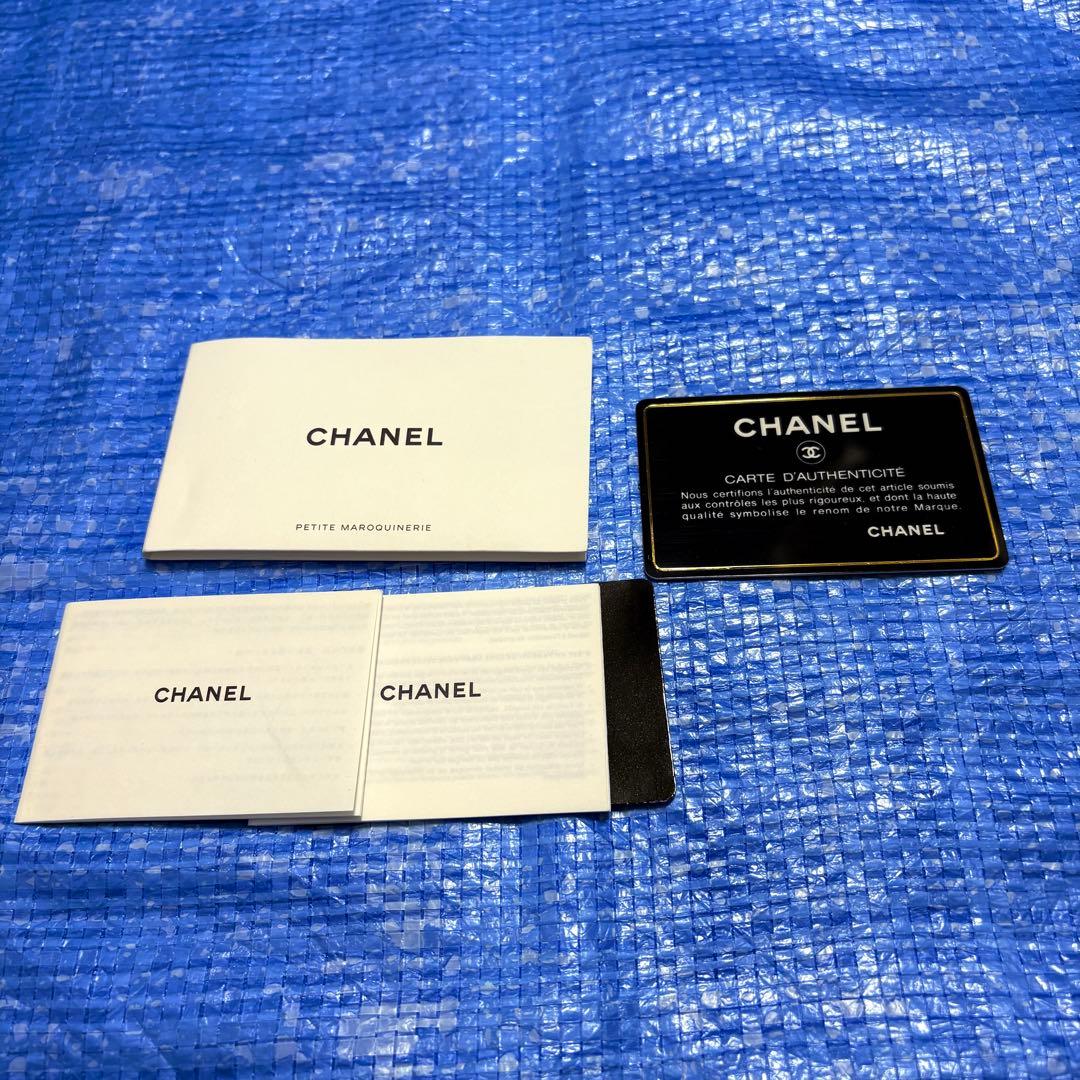 CHANEL
PETITE MAROQUINERIE
CHANEL
CARTE D'AUTHENTICITÉ
Nous certifions l'authenticité de cet article soumis
aux contrôles les plus rigoureux, et dont la haute
qualité symbolise le renom de notre Marque.
CHANEL
CHANEL
CHANEL